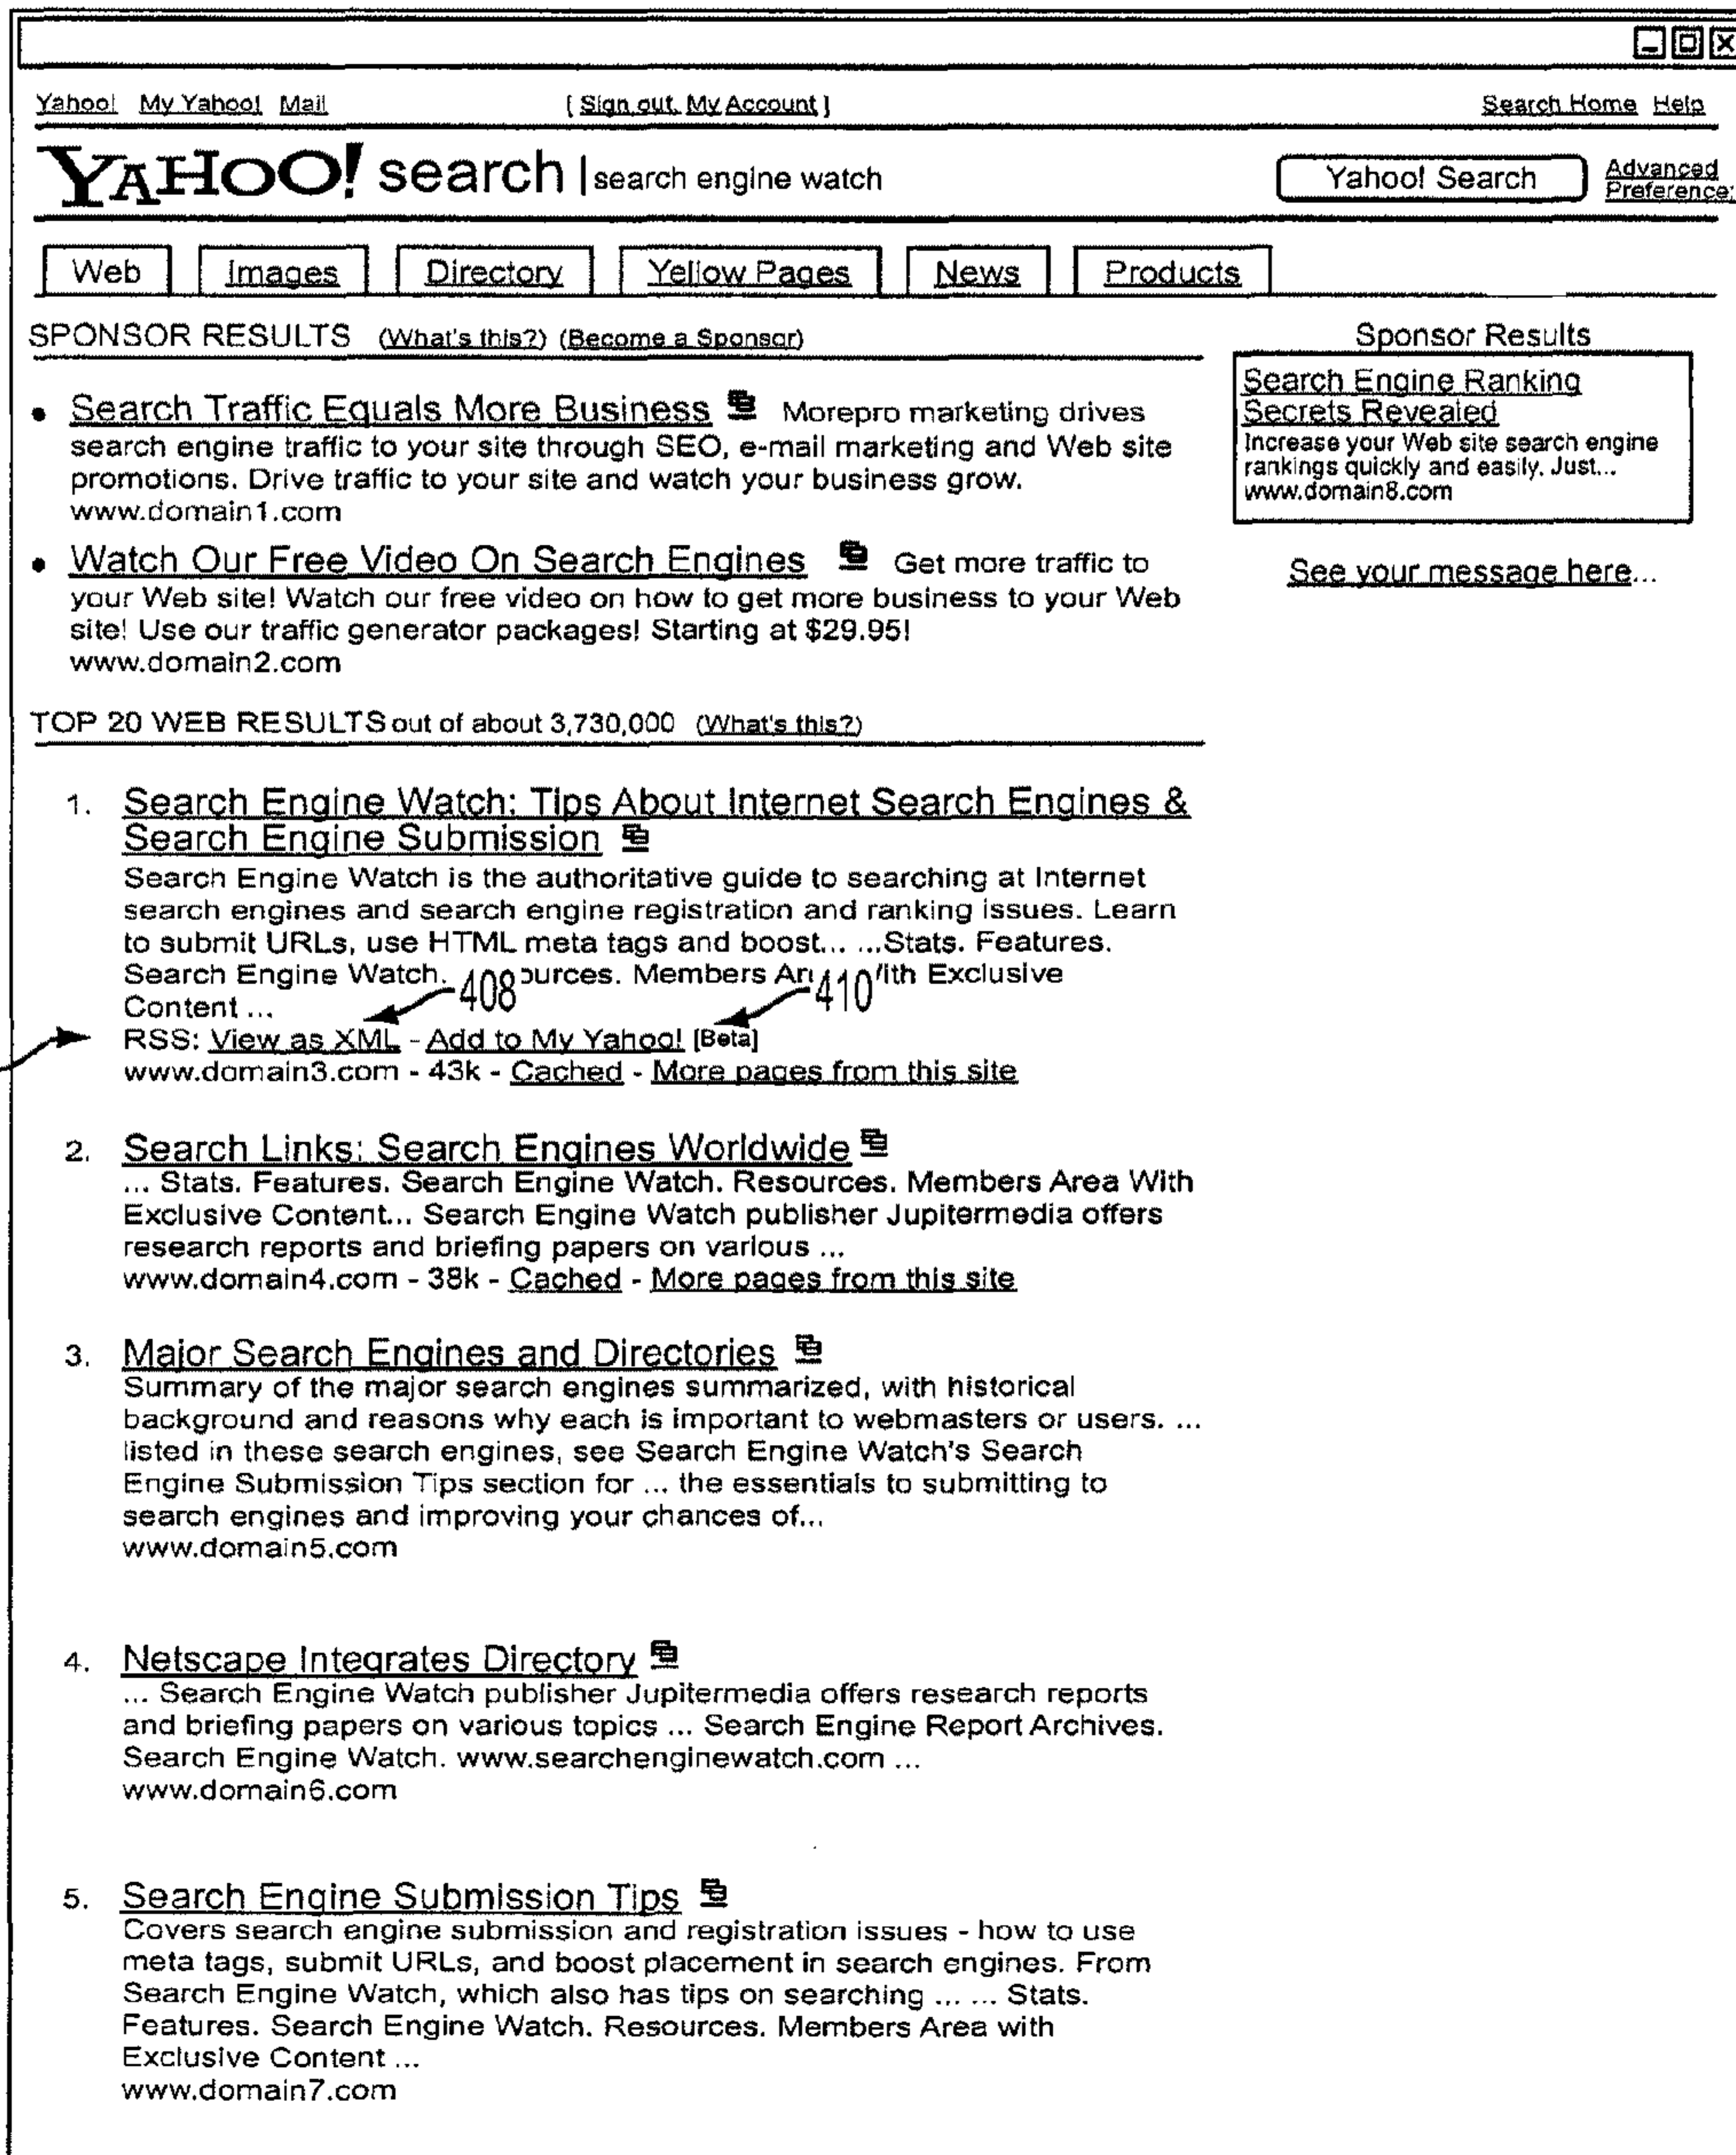 Yahoo! My Yahoo! Mail [ Sign out, My Account ] Search Home Help
YAHOO! search | search engine watch Yahoo! Search Advanced
Preference
Web Images Directory Yellow Pages News Products
SPONSOR RESULTS (What's this?) (Become a Sponsor)
• Search Traffic Equals More Business Morepro marketing drives
search engine traffic to your site through SEO, e-mail marketing and Web site
promotions. Drive traffic to your site and watch your business grow.
www.domain1.com
• Watch Our Free Video On Search Engines Get more traffic to
your Web site! Watch our free video on how to get more business to your Web
site! Use our traffic generator packages! Starting at $29.95!
www.domain2.com
Sponsor Results
Search Engine Ranking
Secrets Revealed
Increase your Web site search engine
rankings quickly and easily. Just...
www.domain8.com
See your message here...
TOP 20 WEB RESULTS out of about 3,730,000 (What's this?)
1. Search Engine Watch: Tips About Internet Search Engines &
Search Engine Submission
Search Engine Watch is the authoritative guide to searching at Internet
search engines and search engine registration and ranking issues. Learn
to submit URLs, use HTML meta tags and boost... ...Stats. Features.
Search Engine Watch. ources. Members Ar ith Exclusive
408 410
Content ...
RSS: View as XML - Add to My Yahoo! [Beta]
www.domain3.com - 43k - Cached - More pages from this site
2. Search Links: Search Engines Worldwide
... Stats. Features. Search Engine Watch. Resources. Members Area With
Exclusive Content... Search Engine Watch publisher Jupitermedia offers
research reports and briefing papers on various ...
www.domain4.com - 38k - Cached - More pages from this site
3. Major Search Engines and Directories
Summary of the major search engines summarized, with historical
background and reasons why each is important to webmasters or users. ...
listed in these search engines, see Search Engine Watch's Search
Engine Submission Tips section for ... the essentials to submitting to
search engines and improving your chances of...
www.domain5.com
4. Netscape Integrates Directory
... Search Engine Watch publisher Jupitermedia offers research reports
and briefing papers on various topics ... Search Engine Report Archives.
Search Engine Watch. www.searchenginewatch.com ...
www.domain6.com
5. Search Engine Submission Tips
Covers search engine submission and registration issues - how to use
meta tags, submit URLs, and boost placement in search engines. From
Search Engine Watch, which also has tips on searching ... ... Stats.
Features. Search Engine Watch. Resources. Members Area with
Exclusive Content ...
www.domain7.com